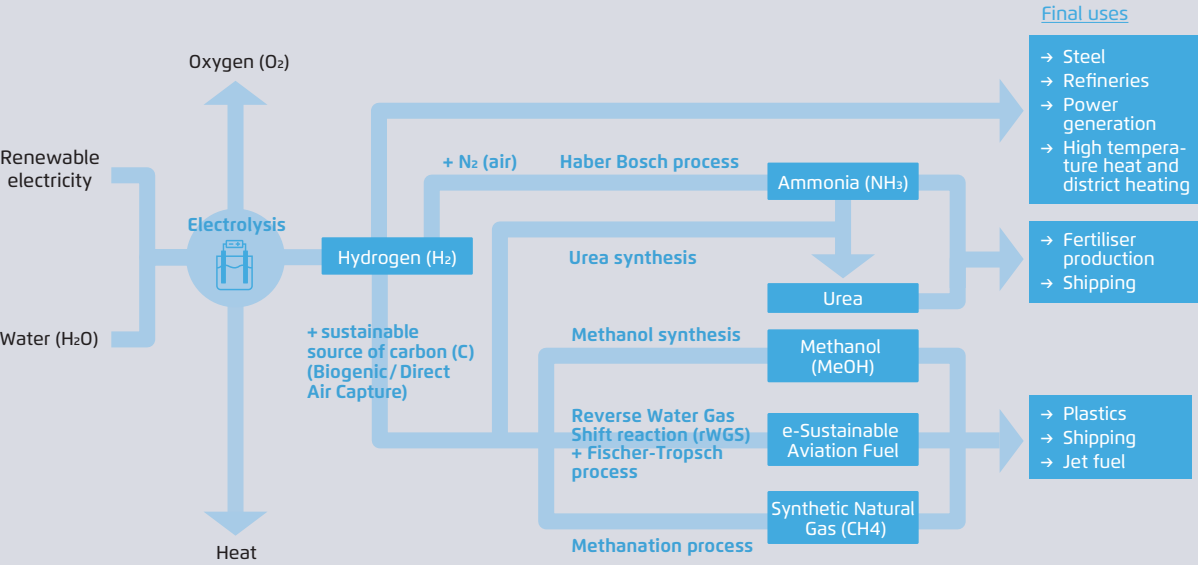 Final uses
Oxygen (O₂)
→ Steel
→ Refineries
→ Power
generation
→ High tempera-
ture heat and
district heating
Renewable
electricity
+ N₂ (air)
Haber Bosch process
Ammonia (NH₃)
Electrolysis
Hydrogen (H₂)
Urea synthesis
→ Fertiliser
production
→ Shipping
Urea
Water (H₂O)
+ sustainable
source of carbon (C)
(Biogenic / Direct
Air Capture)
Methanol synthesis
Methanol
(MeOH)
Reverse Water Gas
Shift reaction (rWGS)
+ Fischer-Tropsch
process
e-Sustainable
Aviation Fuel
→ Plastics
→ Shipping
→ Jet fuel
Synthetic Natural
Gas (CH4)
Methanation process
Heat